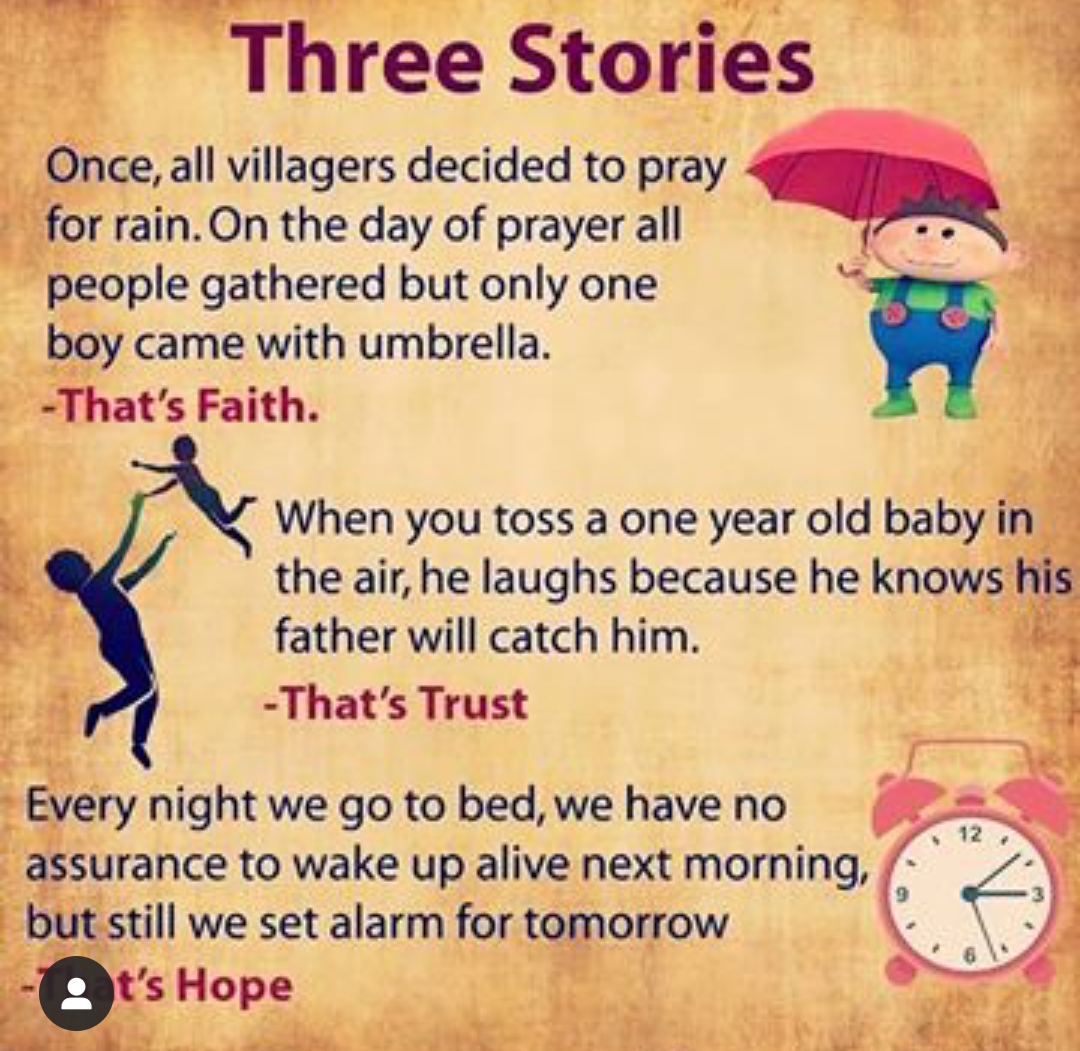 Three Stories
Once, all villagers decided to pray
for rain. On the day of prayer all
people gathered but only one
boy came with umbrella.
-That's Faith.
When you toss a one year old baby in
the air, he laughs because he knows his
father will catch him.
-That's Trust
Every night we go to bed, we have no
assurance to wake up alive next morning,
but still we set alarm for tomorrow
-That's Hope
12
3
6
9